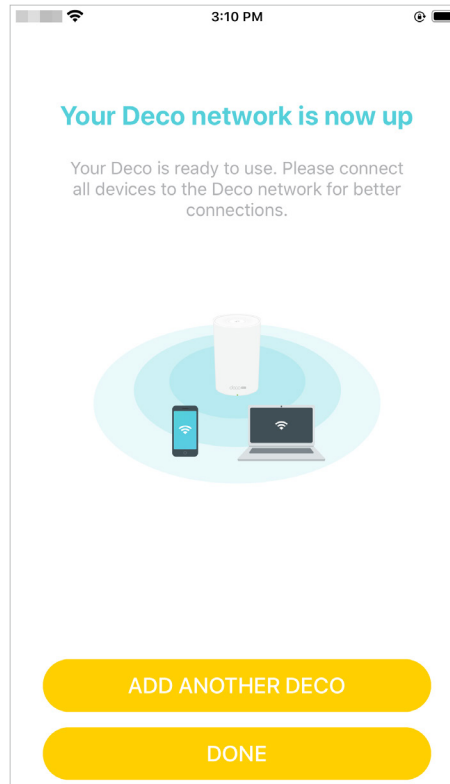 3:10 PM
Your Deco network is now up
Your Deco is ready to use. Please connect
all devices to the Deco network for better
connections.
ADD ANOTHER DECO
DONE